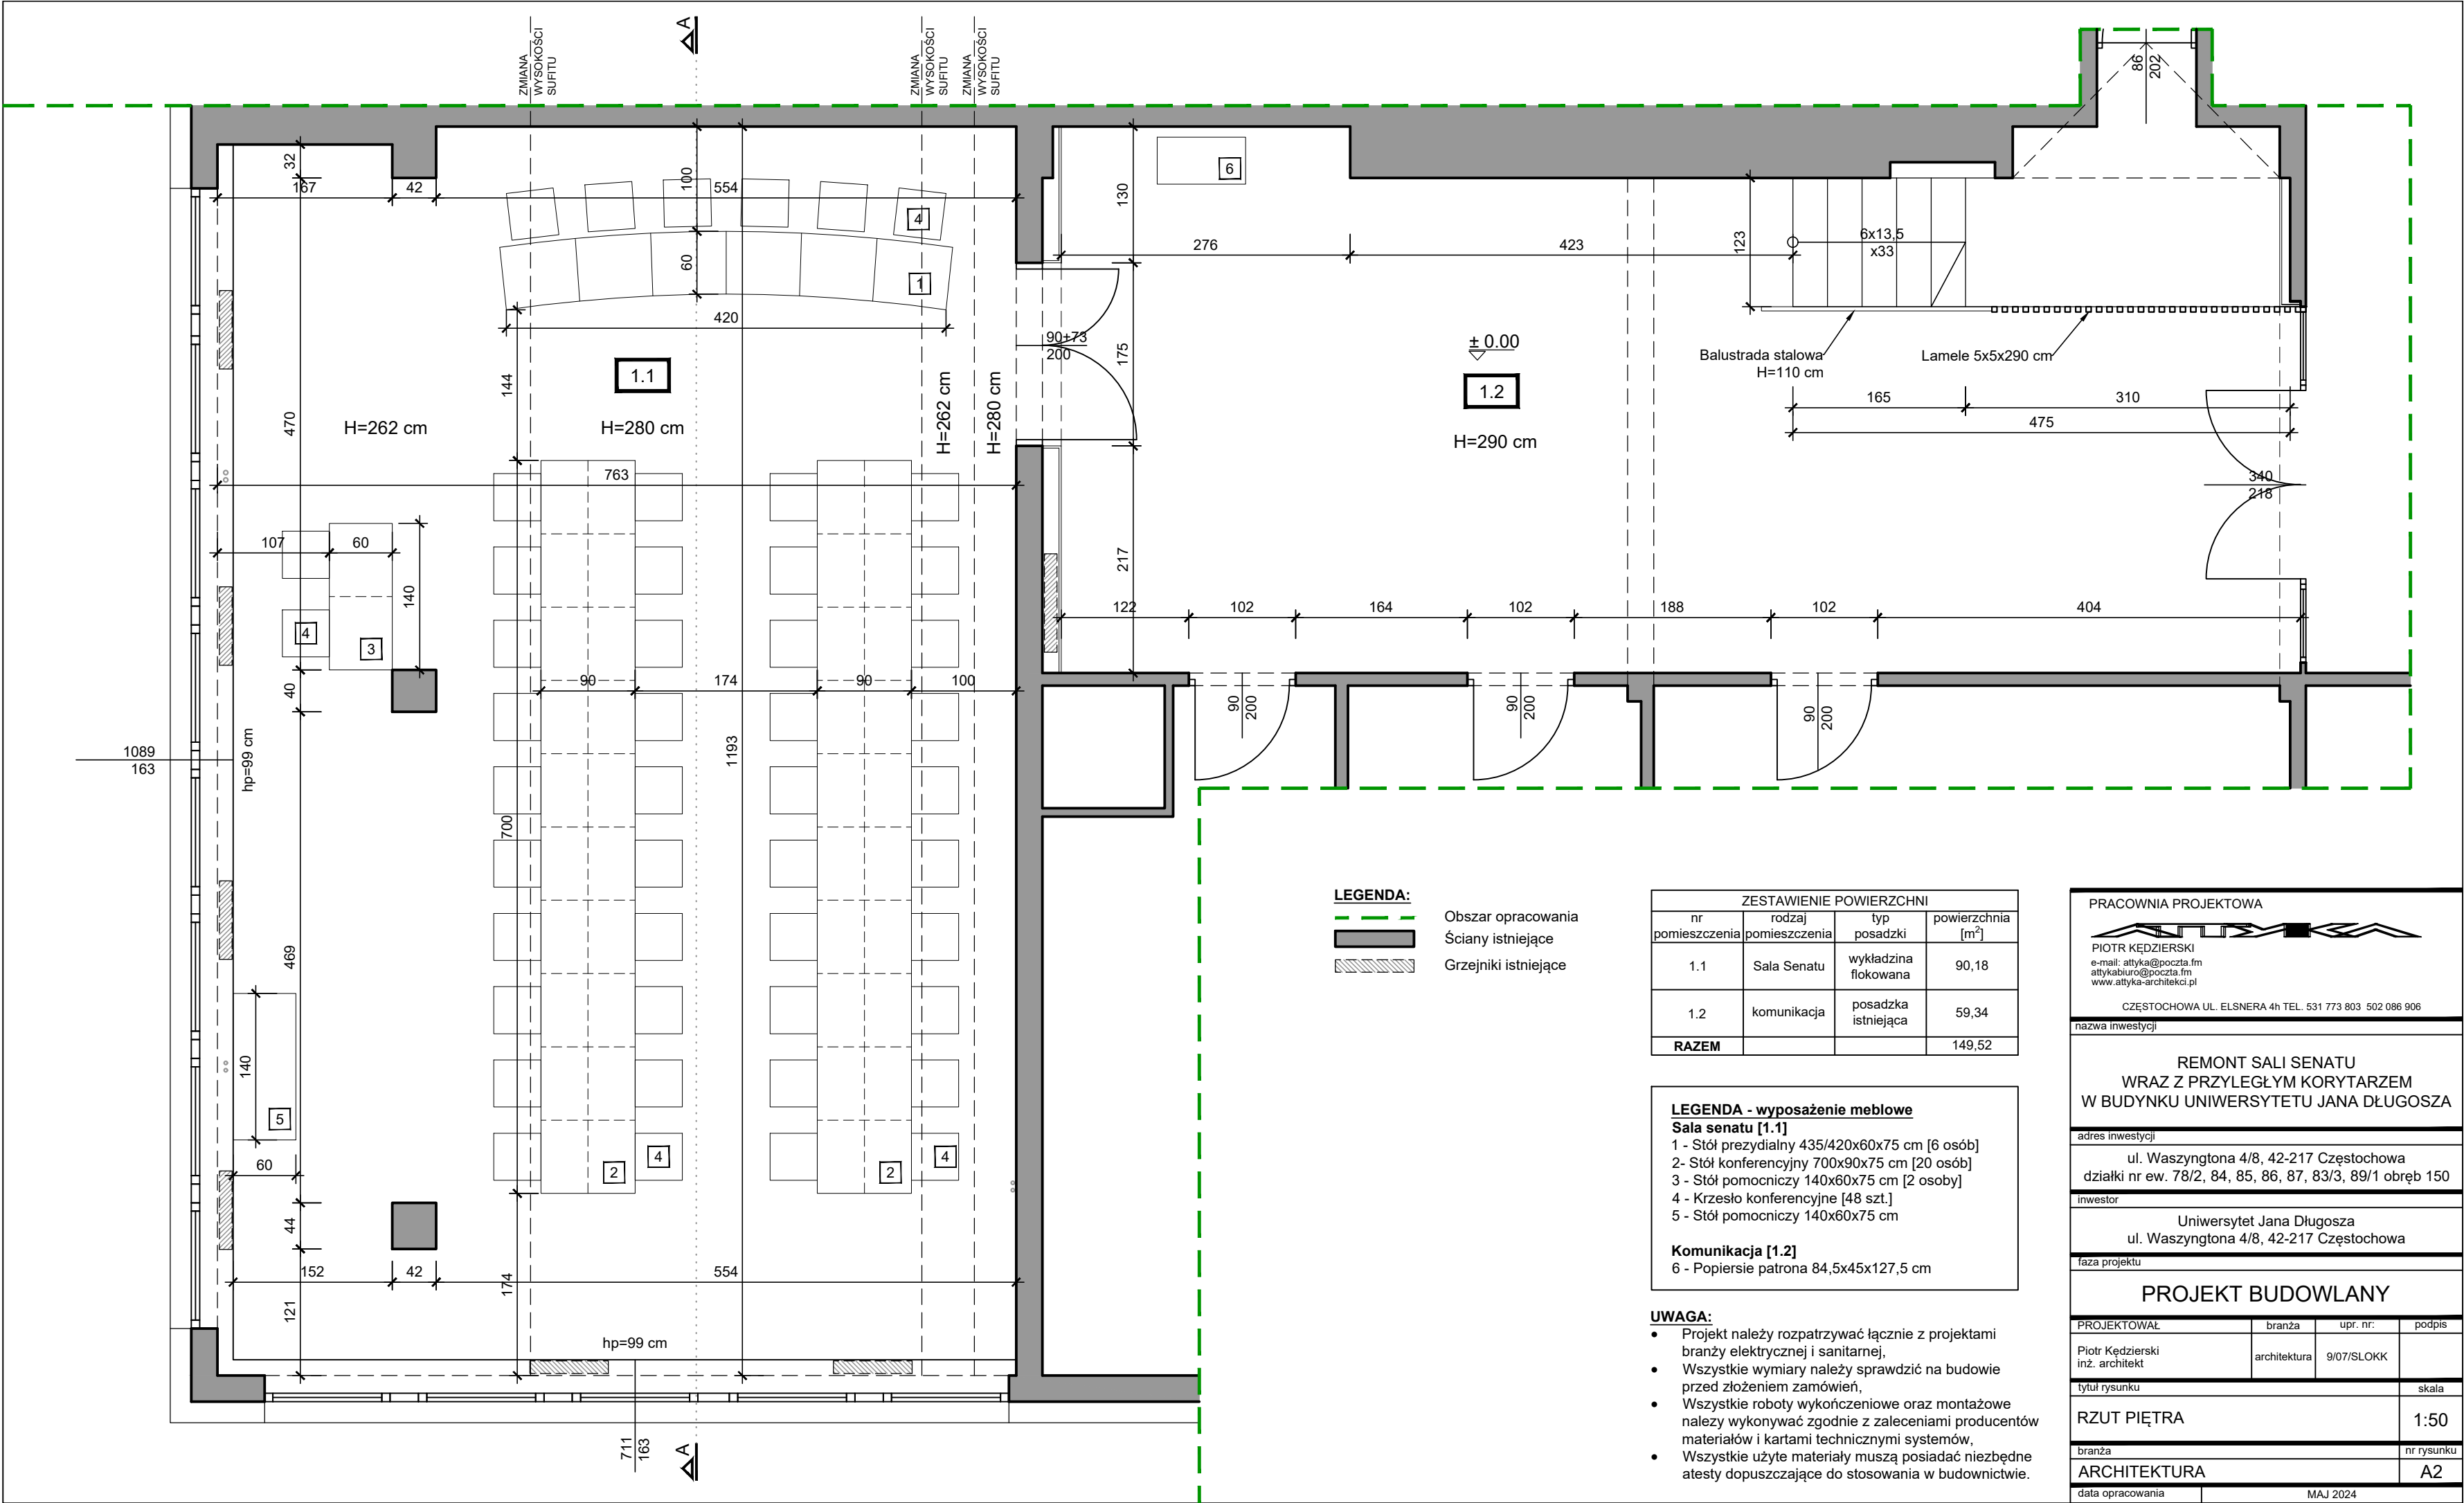 A
ZMIANA
WYSOKOŚCI
SUFITU
ZMIANA
WYSOKOŚCI
SUFITU
ZMIANA
WYSOKOŚCI
SUFITU
86
202
32
167
42
100
554
4
6
130
276
423
123
6x13,5
x33
60
1
420
90+73
200
175
± 0.00
Balustrada stalowa
H=110 cm
Lamele 5x5x290 cm
144
1.1
1.2
H=262 cm
H=280 cm
H=262 cm
H=280 cm
H=290 cm
165
310
475
470
763
340
218
107
60
140
217
4
3
122
102
164
102
188
102
404
40
90
174
90
100
90
200
90
200
90
200
1089
163
hp=99 cm
1193
700
469
140
5
60
2
4
2
4
44
152
42
554
174
121
hp=99 cm
711
163
A
LEGENDA:
Obszar opracowania
Ściany istniejące
Grzejniki istniejące
ZESTAWIENIE POWIERZCHNI
nr pomieszczenia rodzaj pomieszczenia typ posadzki powierzchnia [m2]
1.1 Sala Senatu wykładzina flokowana 90,18
1.2 komunikacja posadzka istniejąca 59,34
RAZEM 149,52
LEGENDA - wyposażenie meblowe
Sala senatu [1.1]
1 - Stół prezydialny 435/420x60x75 cm [6 osób]
2- Stół konferencyjny 700x90x75 cm [20 osób]
3 - Stół pomocniczy 140x60x75 cm [2 osoby]
4 - Krzesło konferencyjne [48 szt.]
5 - Stół pomocniczy 140x60x75 cm
Komunikacja [1.2]
6 - Popiersie patrona 84,5x45x127,5 cm
UWAGA:
• Projekt należy rozpatrywać łącznie z projektami
branży elektrycznej i sanitarnej,
• Wszystkie wymiary należy sprawdzić na budowie
przed złożeniem zamówień,
• Wszystkie roboty wykończeniowe oraz montażowe
nalezy wykonywać zgodnie z zaleceniami producentów
materiałów i kartami technicznymi systemów,
• Wszystkie użyte materiały muszą posiadać niezbędne
atesty dopuszczające do stosowania w budownictwie.
PRACOWNIA PROJEKTOWA
ATTYKA
PIOTR KĘDZIERSKI
e-mail: attyka@poczta.fm
attykabiuro@poczta.fm
www.attyka-architekci.pl
CZĘSTOCHOWA UL. ELSNERA 4h TEL. 531 773 803 502 086 906
nazwa inwestycji
REMONT SALI SENATU
WRAZ Z PRZYLEGŁYM KORYTARZEM
W BUDYNKU UNIWERSYTETU JANA DŁUGOSZA
adres inwestycji
ul. Waszyngtona 4/8, 42-217 Częstochowa
działki nr ew. 78/2, 84, 85, 86, 87, 83/3, 89/1 obręb 150
inwestor
Uniwersytet Jana Długosza
ul. Waszyngtona 4/8, 42-217 Częstochowa
faza projektu
PROJEKT BUDOWLANY
PROJEKTOWAŁ branża upr. nr: podpis
Piotr Kędzierski
inż. architekt
architektura 9/07/SLOKK
tytuł rysunku skala
RZUT PIĘTRA 1:50
branża nr rysunku
ARCHITEKTURA A2
data opracowania MAJ 2024